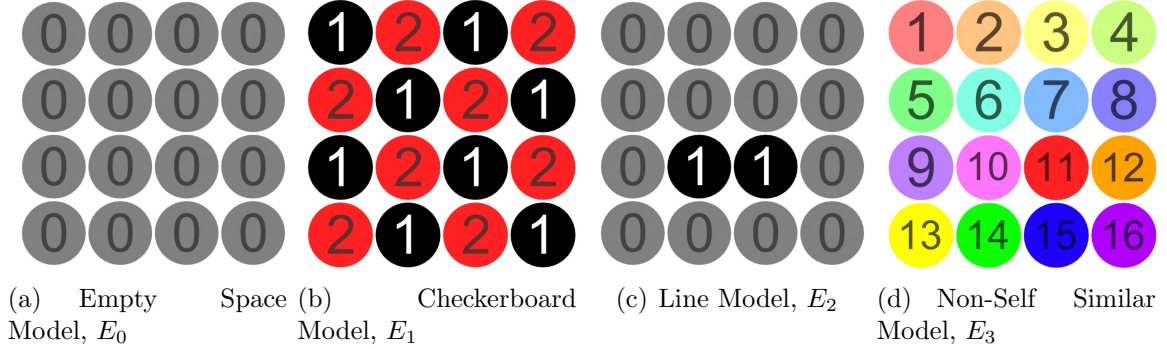 0 0 0 0 1 2 1 2 0 0 0 0 1 2 3 4
0 0 0 0 2 1 2 1 0 0 0 0 5 6 7 8
0 0 0 0 1 2 1 2 0 1 1 0 9 10 11 12
0 0 0 0 2 1 2 1 0 0 0 0 13 14 15 16
(a) Empty Space
Model, E₀
(b) Checkerboard
Model, E₁
(c) Line Model, E₂
(d) Non-Self Similar
Model, E₃